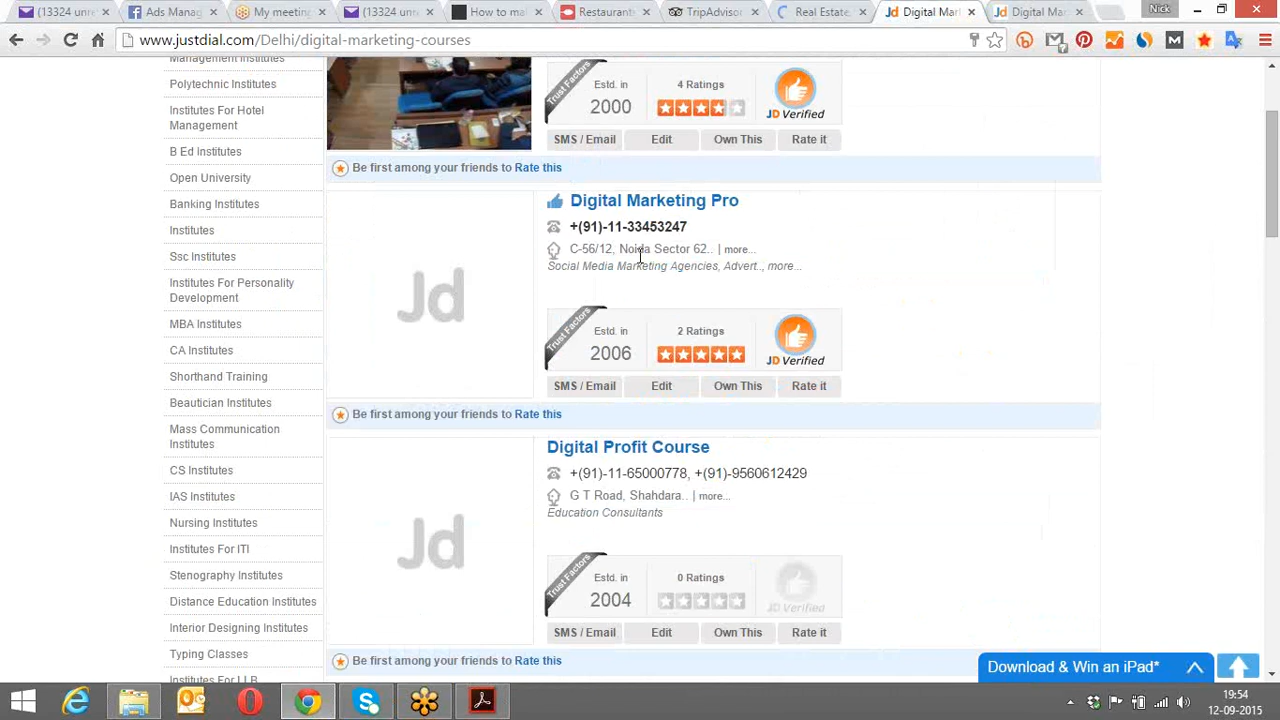 (13324 unre
Ads Manag
My meeting
(13324 unre
How to ma
Restaurant
TripAdvisor
Real Estate,
Digital Mar
Digital Mar
Nick
www.justdial.com/Delhi/digital-marketing-courses
Management Institutes
Polytechnic Institutes
Institutes For Hotel
Management
B Ed Institutes
Open University
Banking Institutes
Institutes
Ssc Institutes
Institutes For Personality
Development
MBA Institutes
CA Institutes
Shorthand Training
Beautician Institutes
Mass Communication
Institutes
CS Institutes
IAS Institutes
Nursing Institutes
Institutes For ITI
Stenography Institutes
Distance Education Institutes
Interior Designing Institutes
Typing Classes
Institutes For LLB
Trust Factors
Estd. in
2000
4 Ratings
JD Verified
SMS / Email Edit Own This Rate it
Be first among your friends to Rate this
Jd
Digital Marketing Pro
+(91)-11-33453247
C-56/12, Noida Sector 62.. | more...
Social Media Marketing Agencies, Advert.., more...
Trust Factors
Estd. in
2006
2 Ratings
JD Verified
SMS / Email Edit Own This Rate it
Be first among your friends to Rate this
Jd
Digital Profit Course
+(91)-11-65000778, +(91)-9560612429
G T Road, Shahdara.. | more...
Education Consultants
Trust Factors
Estd. in
2004
0 Ratings
JD Verified
SMS / Email Edit Own This Rate it
Be first among your friends to Rate this
Download & Win an iPad*
19:54
12-09-2015